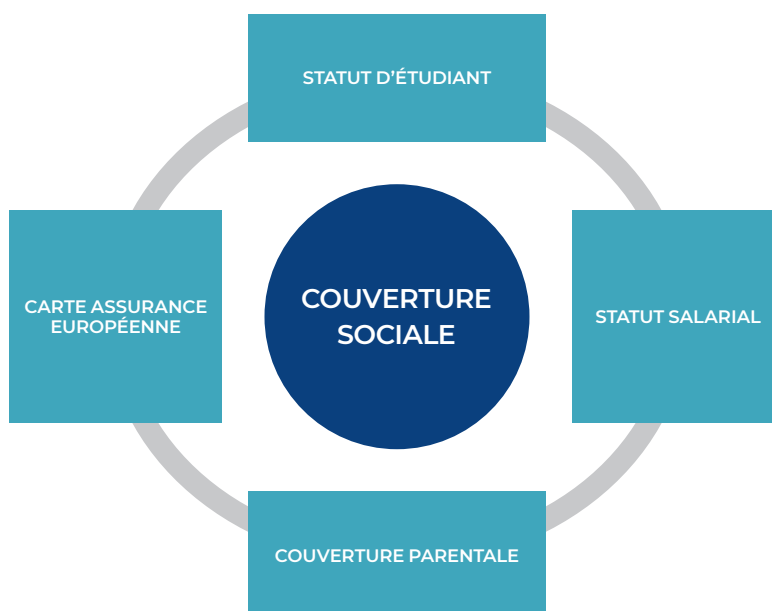 STATUT D'ÉTUDIANT
CARTE ASSURANCE
EUROPÉENNE
COUVERTURE
SOCIALE
STATUT SALARIAL
COUVERTURE PARENTALE